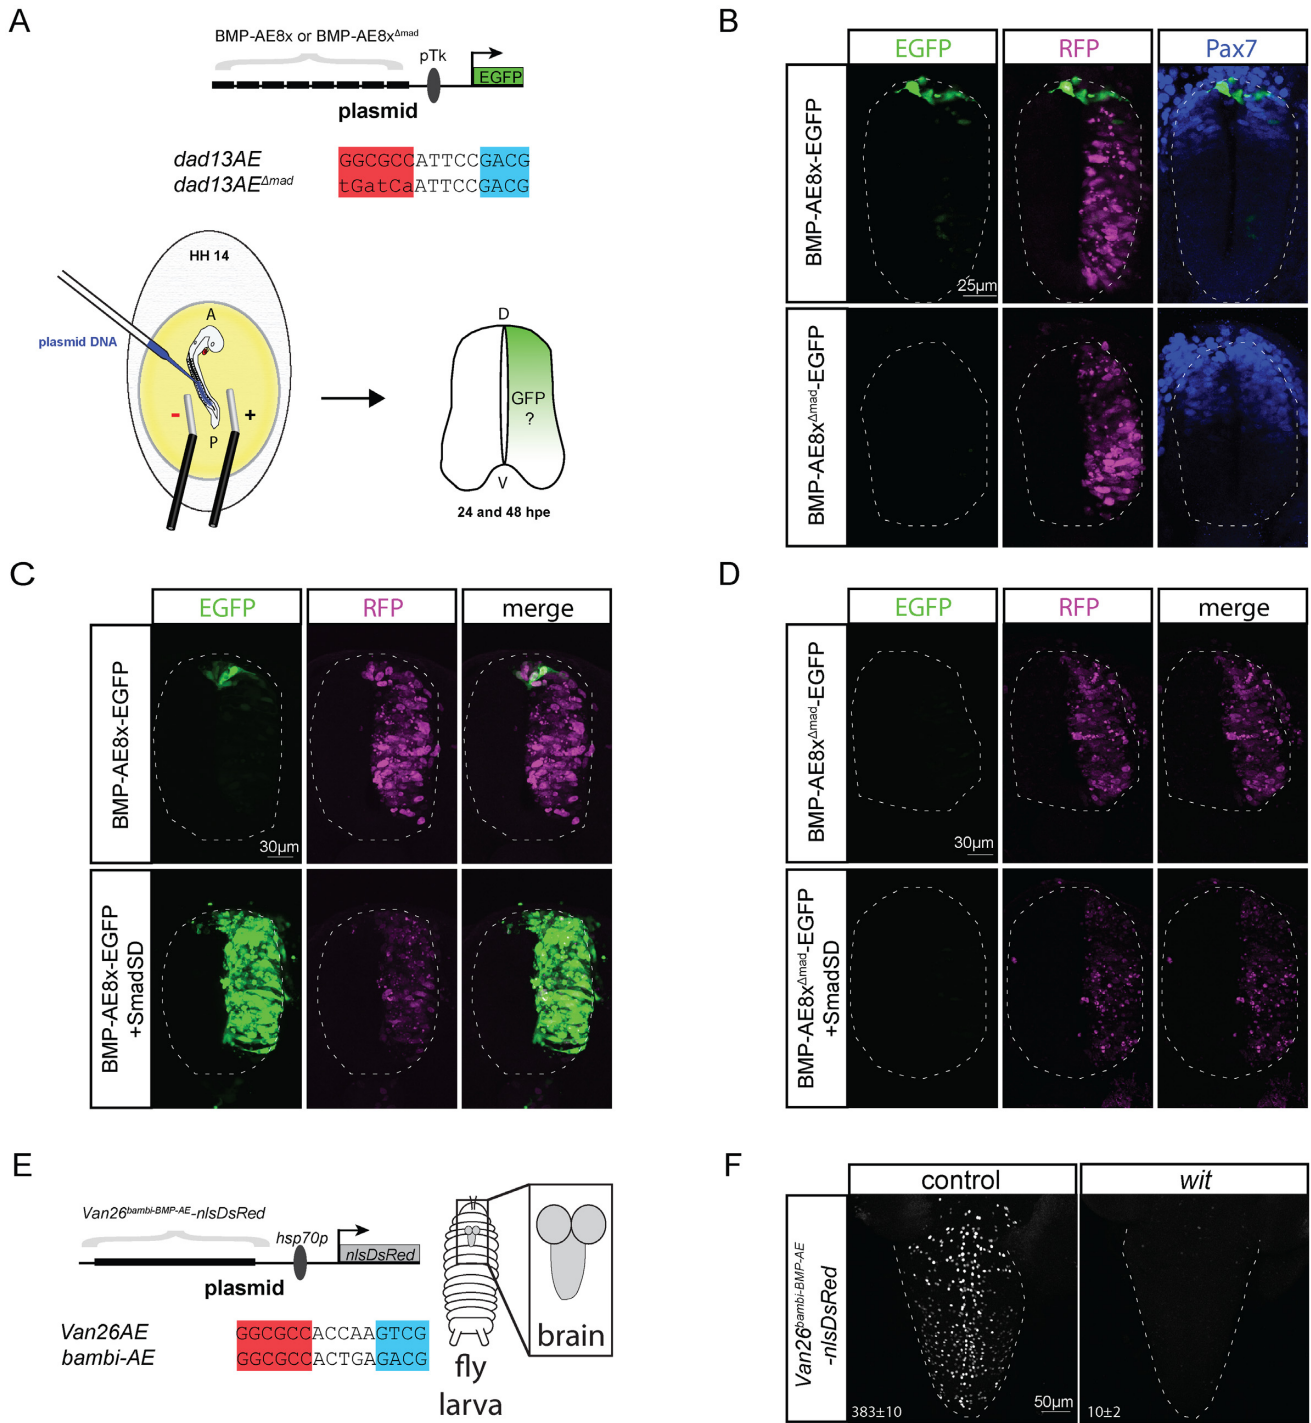 A
BMP-AE8x or BMP-AE8xΔmad
pTk
EGFP
plasmid
dad13AE GGCGCCATTCCGACG
dad13AEΔmad tGatCaATTCCGACG
HH 14
plasmid DNA
A
-
+
P
D
GFP
?
V
24 and 48 hpe
B
EGFP RFP Pax7
BMP-AE8x-EGFP
25µm
BMP-AE8xΔmad-EGFP
C
EGFP RFP merge
BMP-AE8x-EGFP
30µm
BMP-AE8x-EGFP
+SmadSD
D
EGFP RFP merge
BMP-AE8xΔmad-EGFP
30µm
BMP-AE8xΔmad-EGFP
+SmadSD
E
Van26bambi-BMP-AE-nlsDsRed
hsp70p
nlsDsRed
plasmid
Van26AE GGCGCCACCAAGTCG
bambi-AE GGCGCCACTGAGACG
brain
fly
larva
F
control wit
Van26bambi-BMP-AE
-nlsDsRed
383±10
50µm
10±2